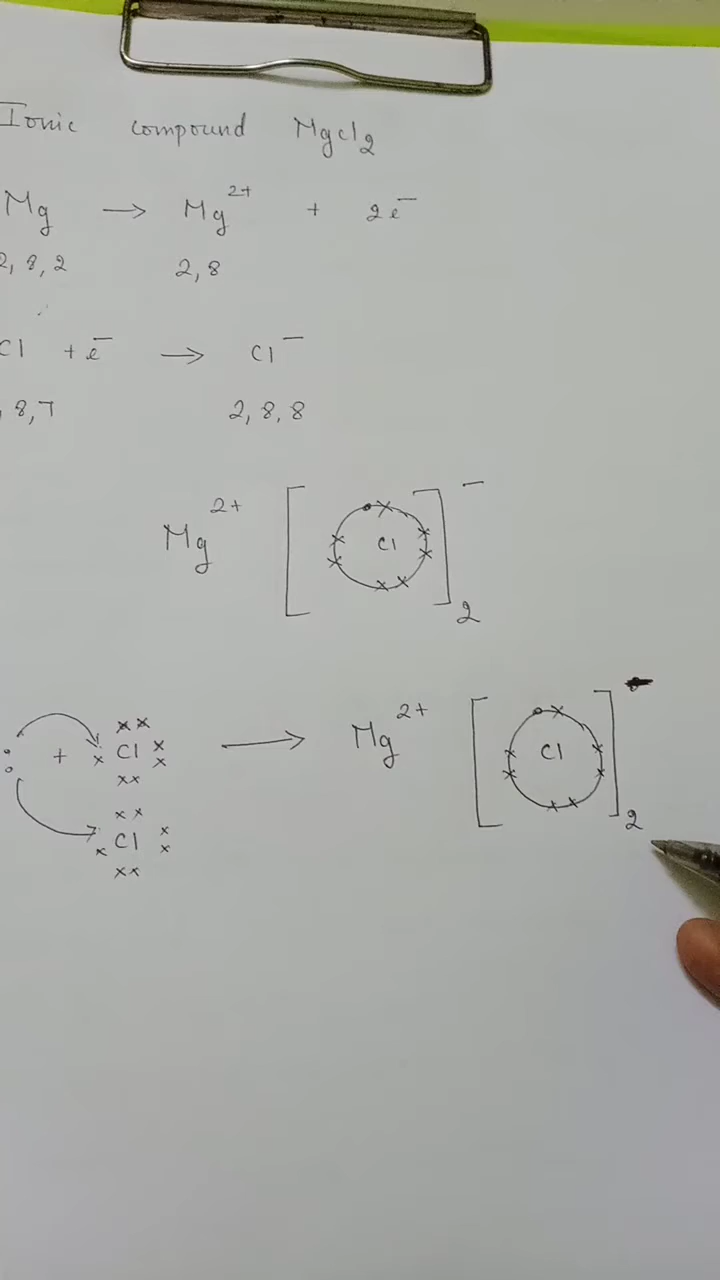 Ionic compound Mgcl2
Mg → Mg2+ + 2e−
2, 8, 2 2, 8
Cl + e− → Cl−
, 8, 7 2, 8, 8
Mg2+ [ Cl ]−2
: + Cl → Mg2+ [ Cl ]−2
Cl